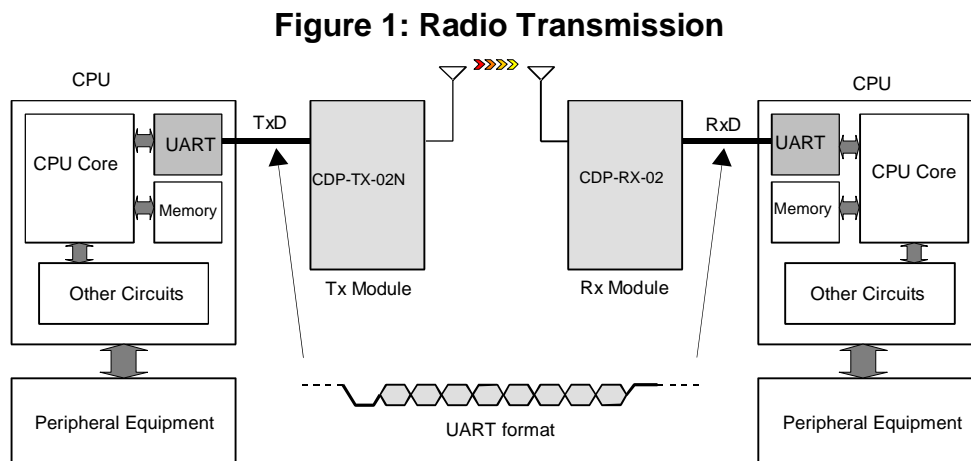 Figure 1: Radio Transmission
CPU
CPU
TxD
RxD
UART
CPU Core
Memory
Other Circuits
CDP-TX-02N
Tx Module
CDP-RX-02
Rx Module
UART
CPU Core
Memory
Other Circuits
Peripheral Equipment
UART format
Peripheral Equipment